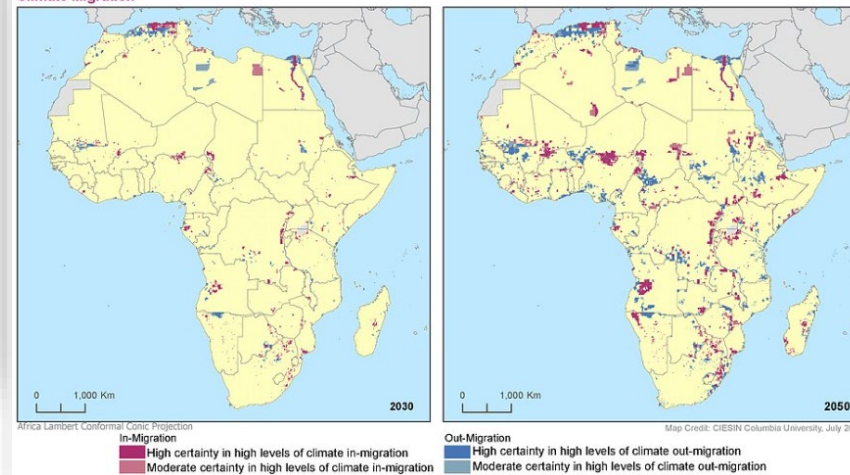 Climate Migration
0 1,000 Km
2030
0 1,000 Km
2050
Africa Lambert Conformal Conic Projection
Map Credit: CIESIN Columbia University, July 20
In-Migration
High certainty in high levels of climate in-migration
Moderate certainty in high levels of climate in-migration
Out-Migration
High certainty in high levels of climate out-migration
Moderate certainty in high levels of climate out-migration